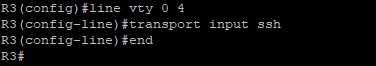 R3(config)#line vty 0 4
R3(config-line)#transport input ssh
R3(config-line)#end
R3#